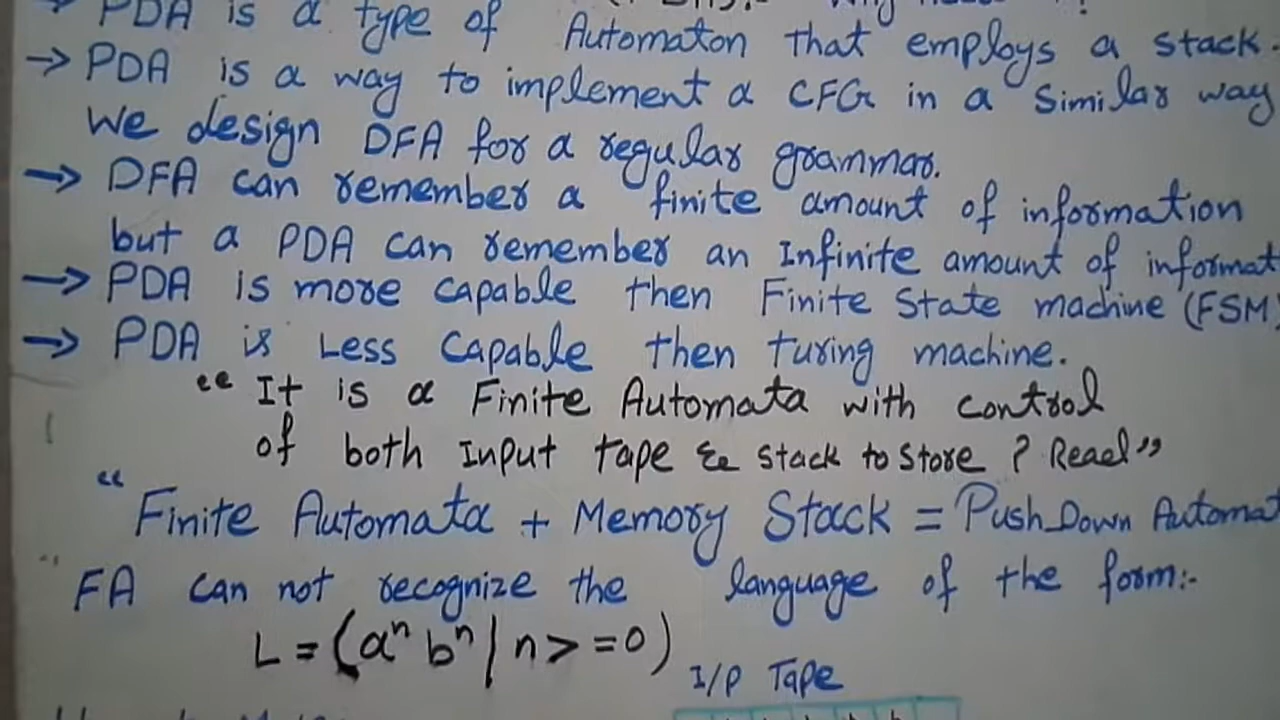 → PDA is a type of Automaton that employs a stack.
→ PDA is a way to implement a CFG in a similar way
we design DFA for a regular grammar.
→ DFA can remember a finite amount of information
but a PDA can remember an Infinite amount of informat
→ PDA is more capable then Finite State machine (FSM)
→ PDA is Less Capable then turing machine.
“ It is a Finite Automata with control
of both Input tape & stack to store ? Read ”
“ Finite Automata + Memory Stack = Push_Down Automat
FA can not recognize the language of the form:-
L = (aⁿ bⁿ | n > = 0)
I/P Tape